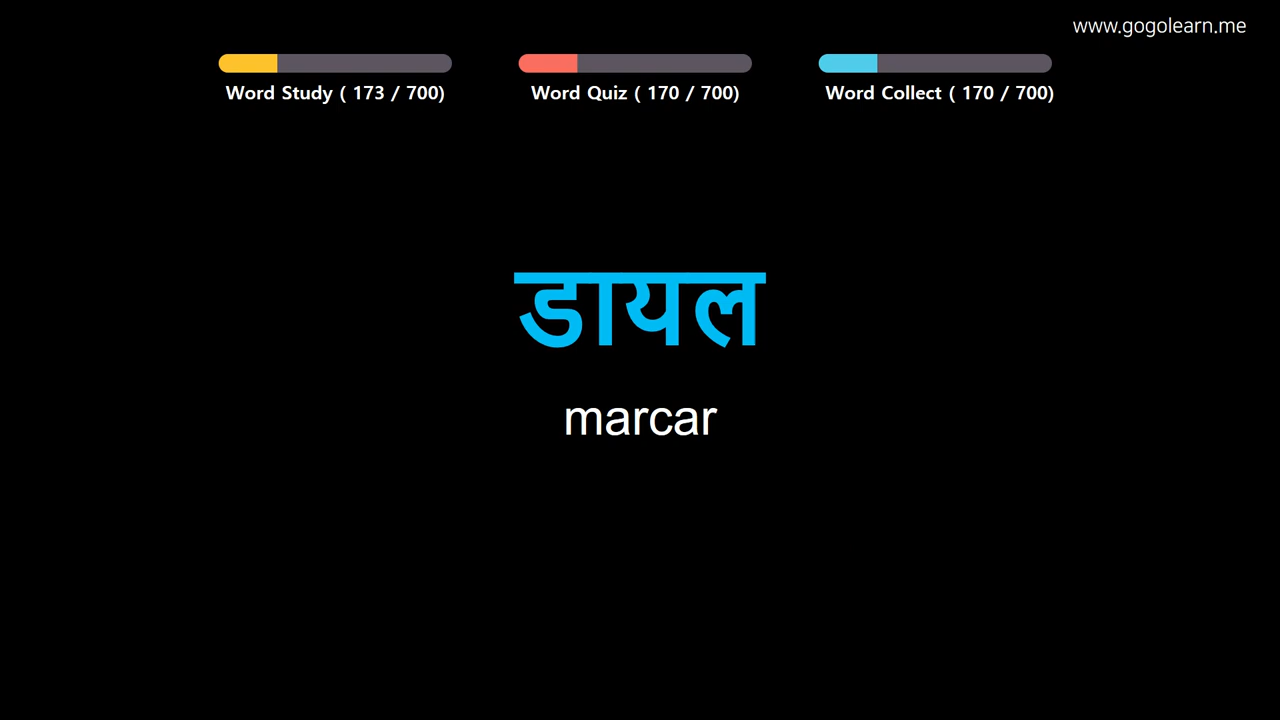 www.gogolearn.me
Word Study ( 173 / 700)
Word Quiz ( 170 / 700)
Word Collect ( 170 / 700)
डायल
marcar